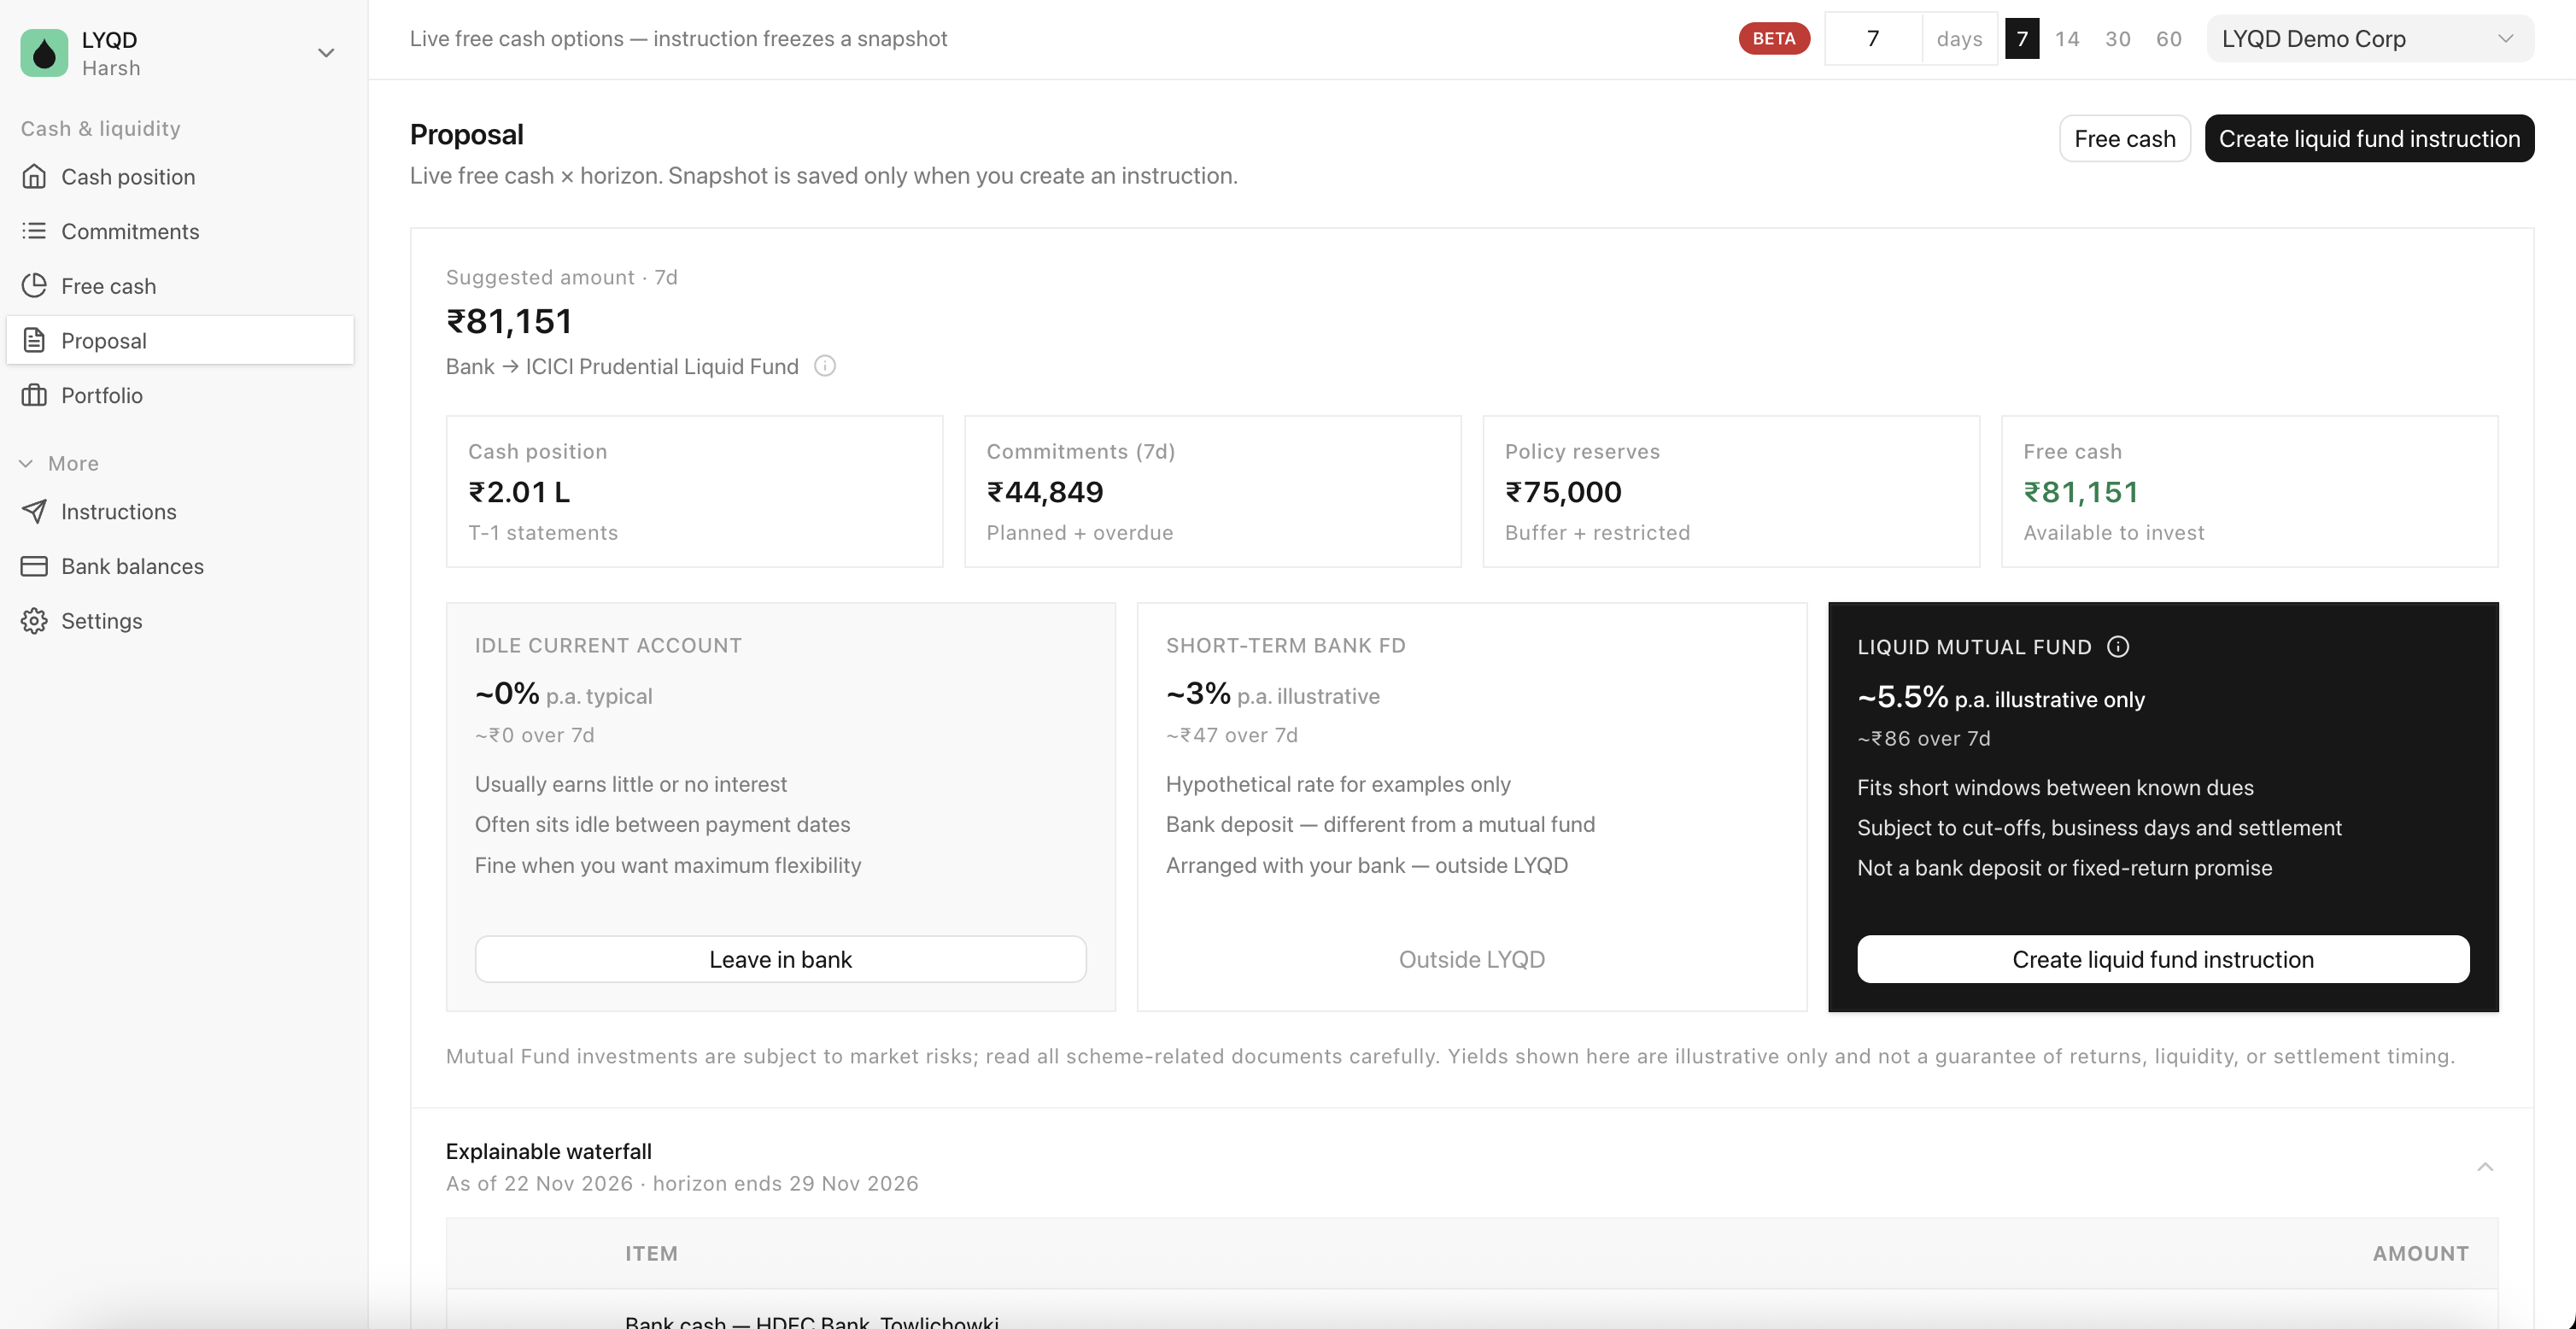 LYQD
Harsh
Cash & liquidity
Cash position
Commitments
Free cash
Proposal
Portfolio
More
Instructions
Bank balances
Settings
Live free cash options — instruction freezes a snapshot
BETA 7 days 7 14 30 60 LYQD Demo Corp
Proposal
Live free cash × horizon. Snapshot is saved only when you create an instruction.
Free cash Create liquid fund instruction
Suggested amount · 7d
₹81,151
Bank → ICICI Prudential Liquid Fund
Cash position
₹2.01 L
T-1 statements
Commitments (7d)
₹44,849
Planned + overdue
Policy reserves
₹75,000
Buffer + restricted
Free cash
₹81,151
Available to invest
IDLE CURRENT ACCOUNT
~0% p.a. typical
~₹0 over 7d
Usually earns little or no interest
Often sits idle between payment dates
Fine when you want maximum flexibility
Leave in bank
SHORT-TERM BANK FD
~3% p.a. illustrative
~₹47 over 7d
Hypothetical rate for examples only
Bank deposit — different from a mutual fund
Arranged with your bank — outside LYQD
Outside LYQD
LIQUID MUTUAL FUND
~5.5% p.a. illustrative only
~₹86 over 7d
Fits short windows between known dues
Subject to cut-offs, business days and settlement
Not a bank deposit or fixed-return promise
Create liquid fund instruction
Mutual Fund investments are subject to market risks; read all scheme-related documents carefully. Yields shown here are illustrative only and not a guarantee of returns, liquidity, or settlement timing.
Explainable waterfall
As of 22 Nov 2026 · horizon ends 29 Nov 2026
ITEM AMOUNT
Bank cash — HDFC Bank, Towlichowki